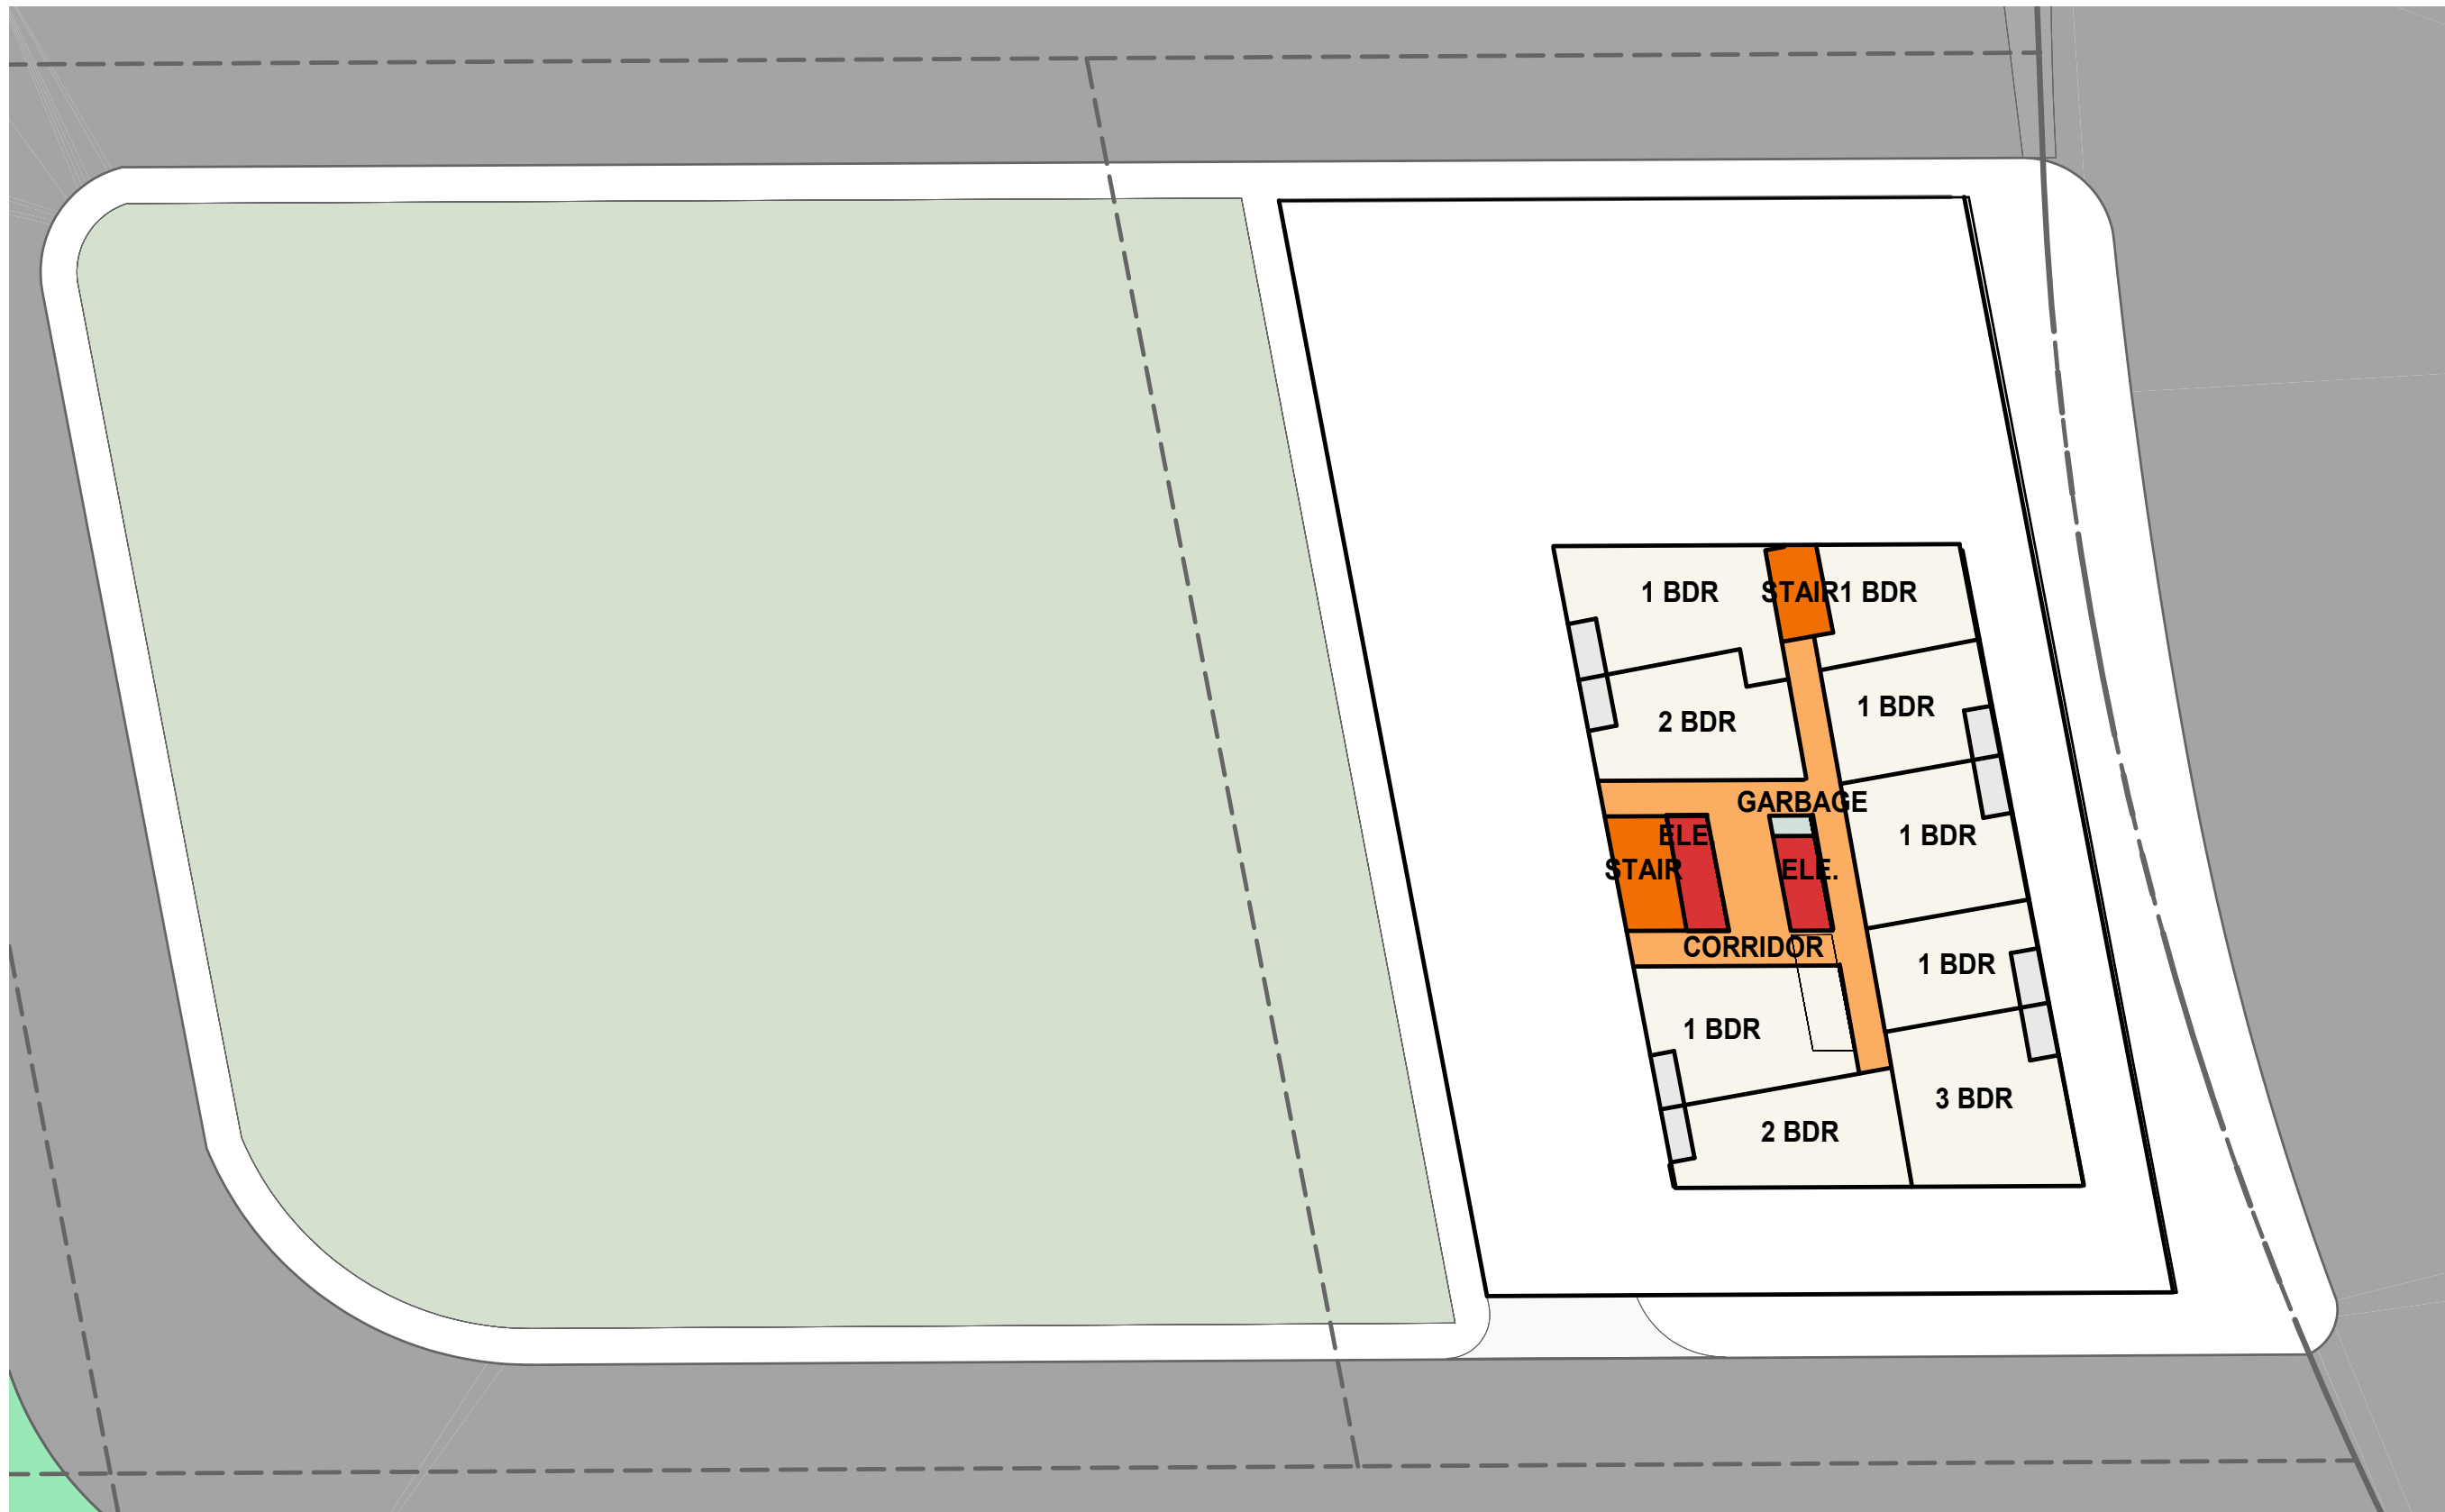 1 BDR
STAIR
1 BDR
1 BDR
2 BDR
GARBAGE
ELE.
1 BDR
STAIR
ELE.
CORRIDOR
1 BDR
1 BDR
3 BDR
2 BDR